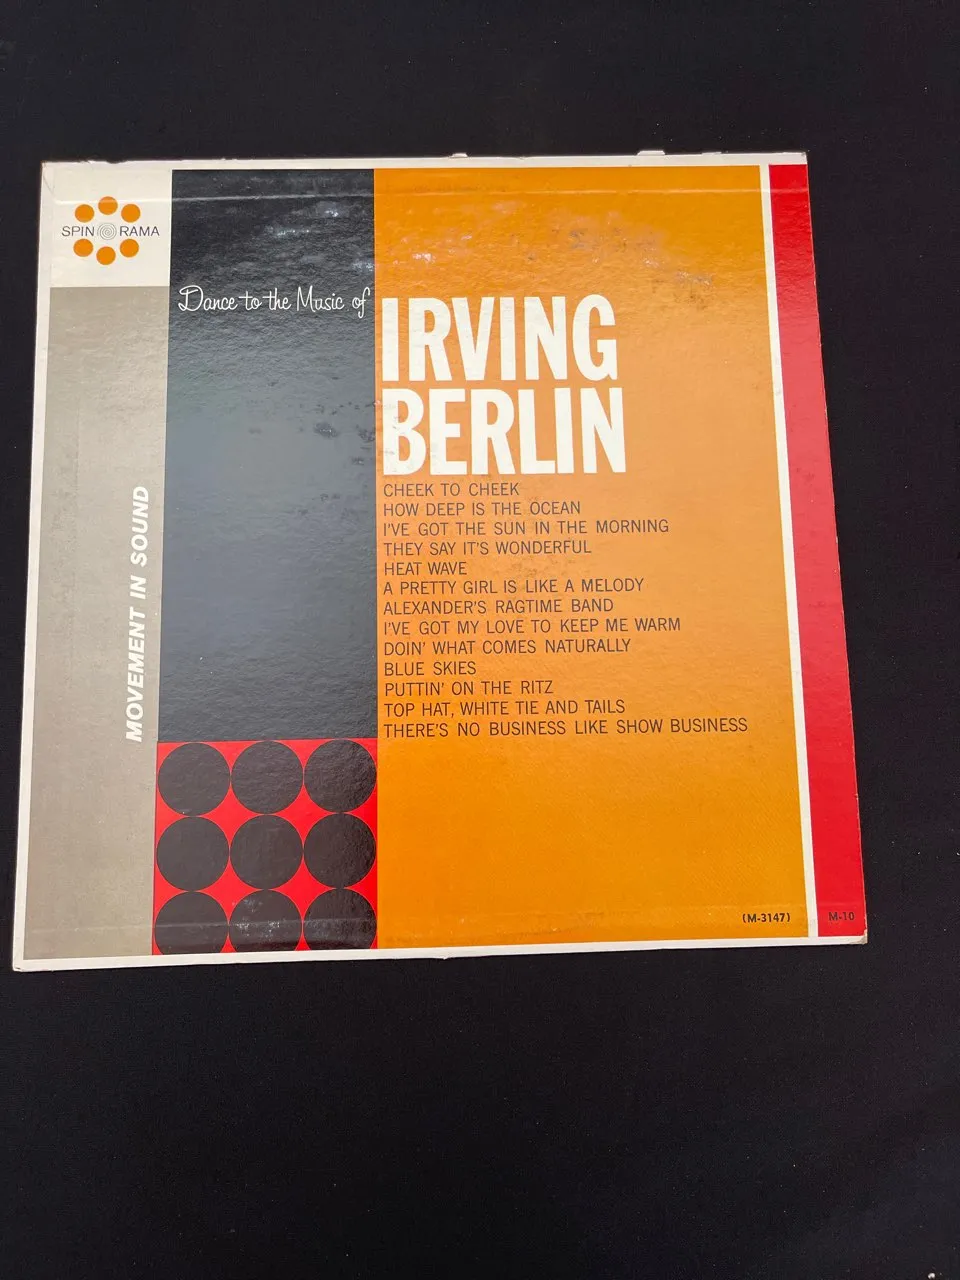 SPIN RAMA
Dance to the Music of
IRVING
BERLIN
CHEEK TO CHEEK
HOW DEEP IS THE OCEAN
I'VE GOT THE SUN IN THE MORNING
THEY SAY IT'S WONDERFUL
HEAT WAVE
A PRETTY GIRL IS LIKE A MELODY
ALEXANDER'S RAGTIME BAND
I'VE GOT MY LOVE TO KEEP ME WARM
DOIN' WHAT COMES NATURALLY
BLUE SKIES
PUTTIN' ON THE RITZ
TOP HAT, WHITE TIE AND TAILS
THERE'S NO BUSINESS LIKE SHOW BUSINESS
MOVEMENT IN SOUND
(M-3147)
M-10